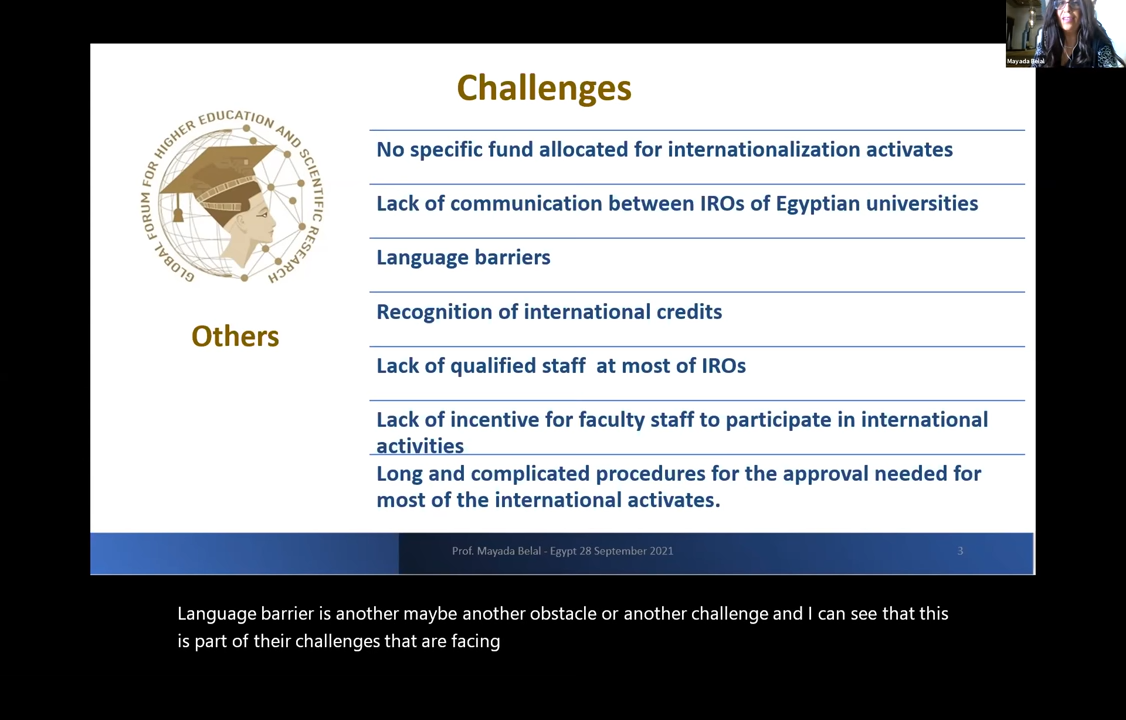 Mayada Belal
Challenges
GLOBAL FORUM FOR HIGHER EDUCATION AND SCIENTIFIC RESEARCH
Others
No specific fund allocated for internationalization activates
Lack of communication between IROs of Egyptian universities
Language barriers
Recognition of international credits
Lack of qualified staff  at most of IROs
Lack of incentive for faculty staff to participate in international
activities
Long and complicated procedures for the approval needed for
most of the international activates.
Prof. Mayada Belal - Egypt 28 September 2021
3
Language barrier is another maybe another obstacle or another challenge and I can see that this
is part of their challenges that are facing